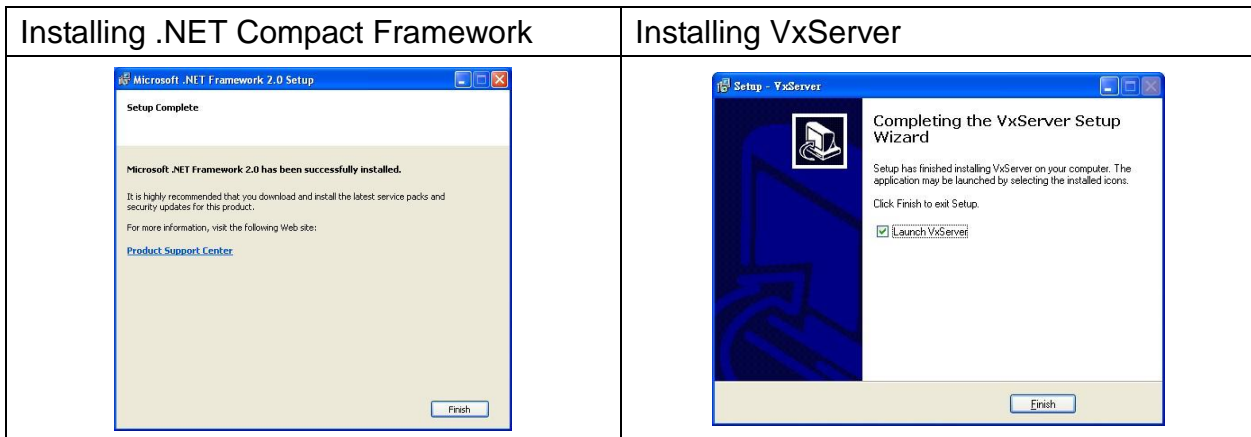 Installing .NET Compact Framework
Microsoft .NET Framework 2.0 Setup
Setup Complete
Microsoft .NET Framework 2.0 has been successfully installed.
It is highly recommended that you download and install the latest service packs and
security updates for this product.
For more information, visit the following Web site:
Product Support Center
Finish
Installing VxServer
Setup - VxServer
Completing the VxServer Setup
Wizard
Setup has finished installing VxServer on your computer. The
application may be launched by selecting the installed icons.
Click Finish to exit Setup.
Launch VxServer
Finish